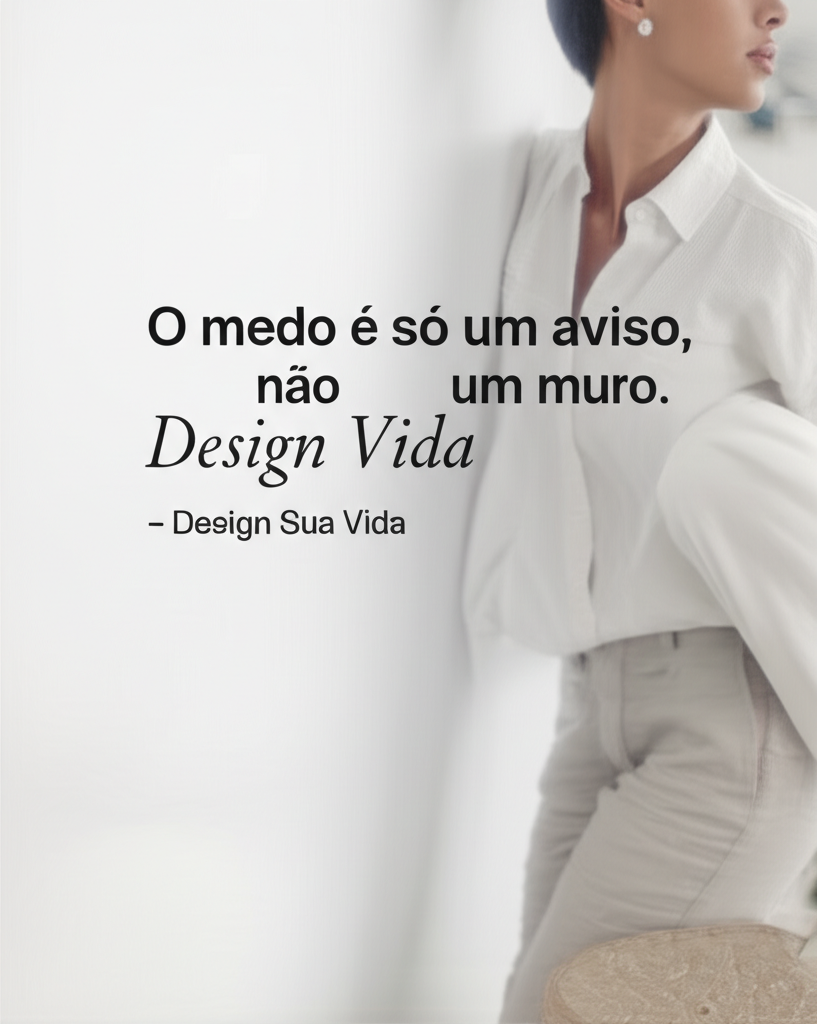 O medo é só um aviso,
não um muro.
Design Vida
– Design Sua Vida